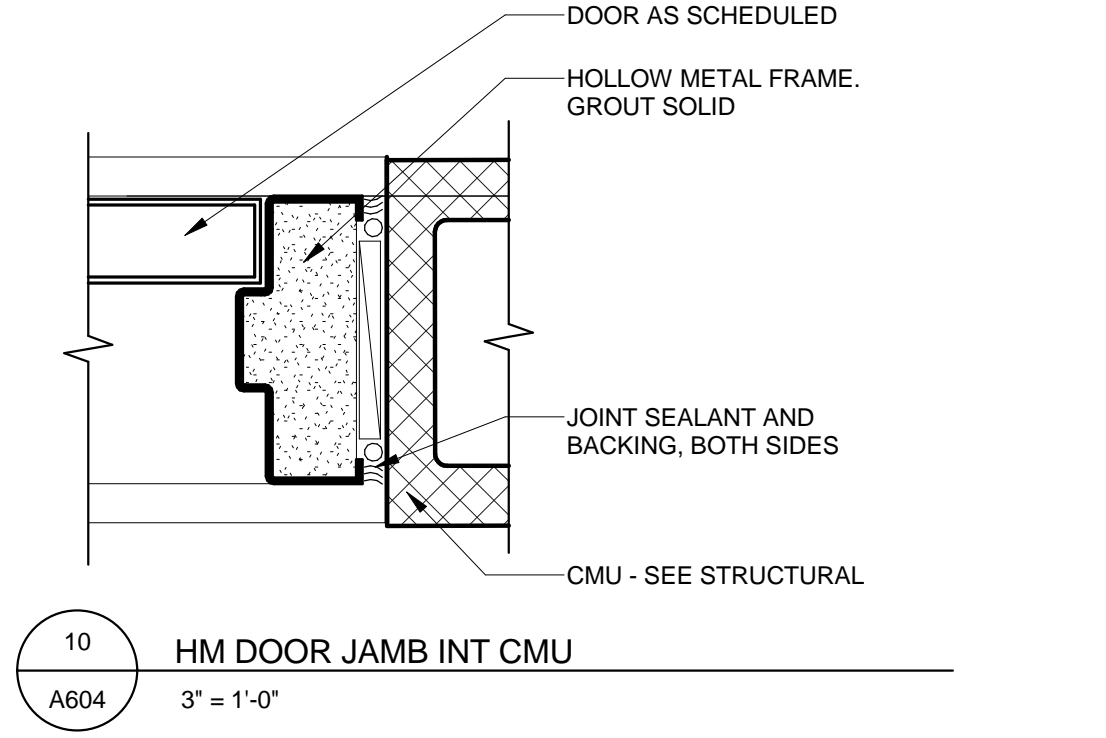 DOOR AS SCHEDULED
HOLLOW METAL FRAME.
GROUT SOLID
JOINT SEALANT AND
BACKING, BOTH SIDES
CMU - SEE STRUCTURAL
10
HM DOOR JAMB INT CMU
A604
3" = 1'-0"